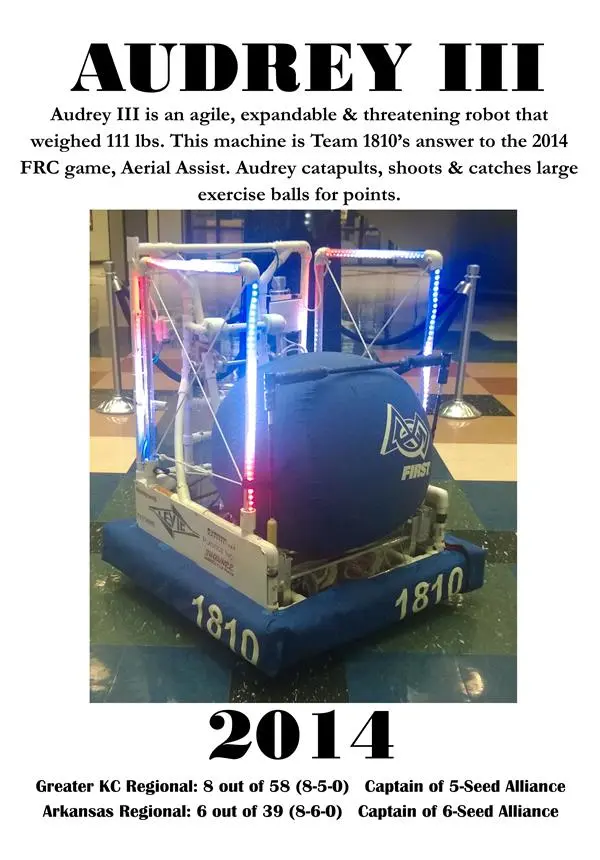 AUDREY III
Audrey III is an agile, expandable & threatening robot that
weighed 111 lbs. This machine is Team 1810's answer to the 2014
FRC game, Aerial Assist. Audrey catapults, shoots & catches large
exercise balls for points.
FIRST
1810
1810
2014
Greater KC Regional: 8 out of 58 (8-5-0) Captain of 5-Seed Alliance
Arkansas Regional: 6 out of 39 (8-6-0) Captain of 6-Seed Alliance